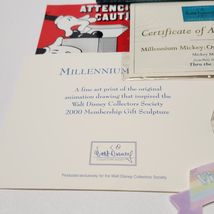 ATTENCI
CAUTI
MILLENNIUM
A fine art print of the original
animation drawing that inspired the
Walt Disney Collectors Society
2000 Membership Gift Sculpture
Walt Disney
Produced exclusively for the Walt Disney Collectors Society
Certificate of A
Millennium Mickey: On
Mickey M
Thru the